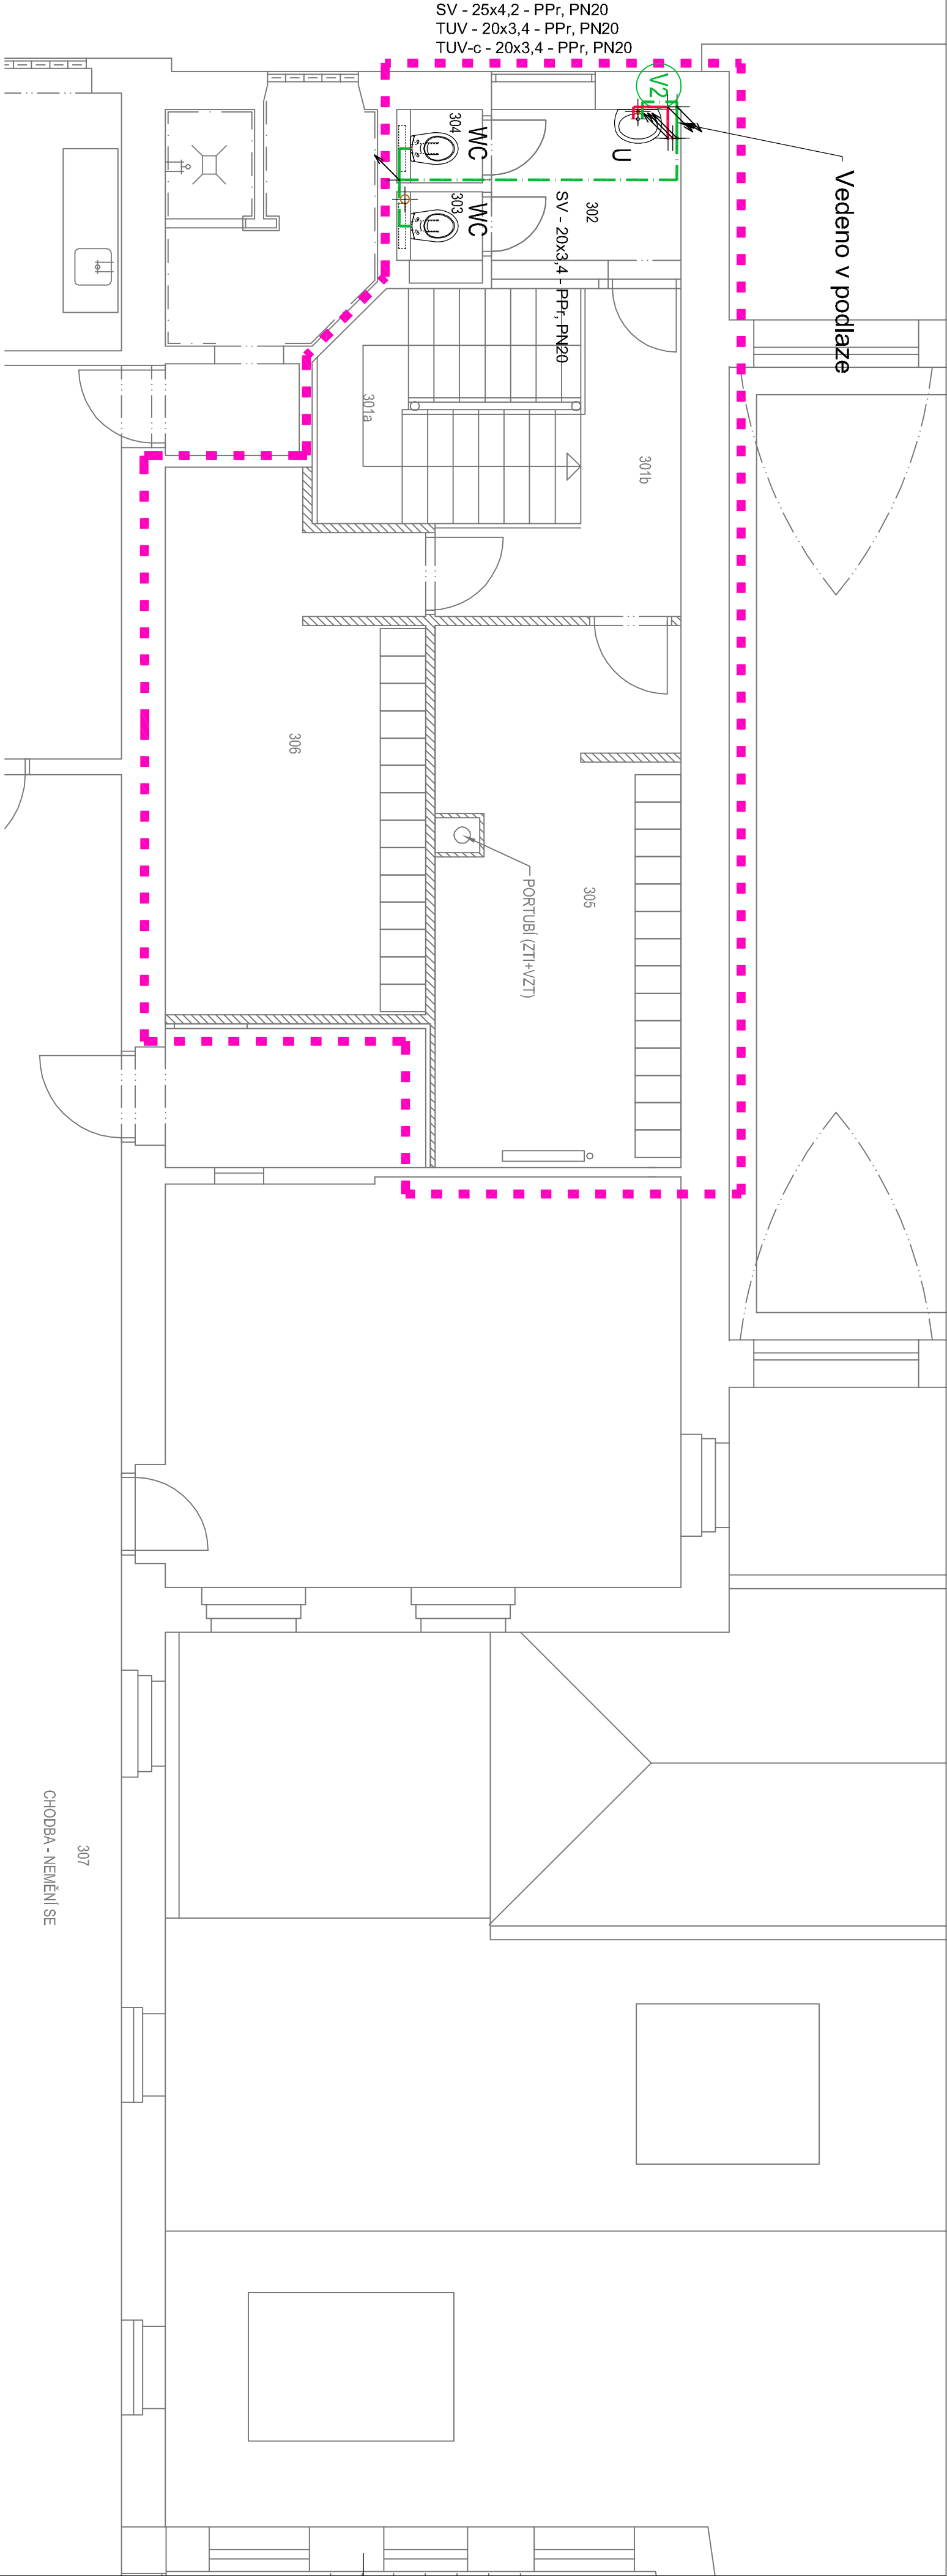 SV - 25x4,2 - PPr, PN20
TUV - 20x3,4 - PPr, PN20
TUV-c - 20x3,4 - PPr, PN20
V2
U
Vedeno v podlaze
304
WC
303
WC
302
SV - 20x3,4 - PPr, PN20
301a
301b
306
305
PORTUBÍ (ZTI+VZT)
307
CHODBA - NEMĚNÍ SE